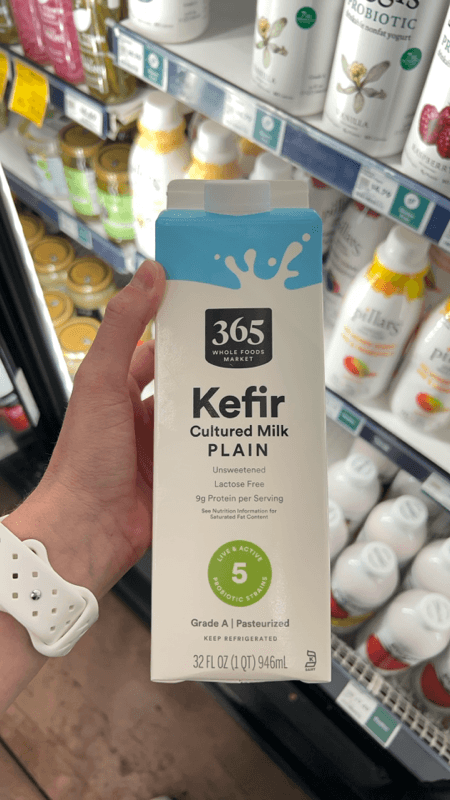 PROBIOTIC
VANILLA
pillars
365
WHOLE FOODS
MARKET
Kefir
Cultured Milk
PLAIN
Unsweetened
Lactose Free
9g Protein per Serving
See Nutrition Information for
Saturated Fat Content
LIVE & ACTIVE
5
PROBIOTIC STRAINS
Grade A | Pasteurized
KEEP REFRIGERATED
32 FL OZ (1 QT) 946mL